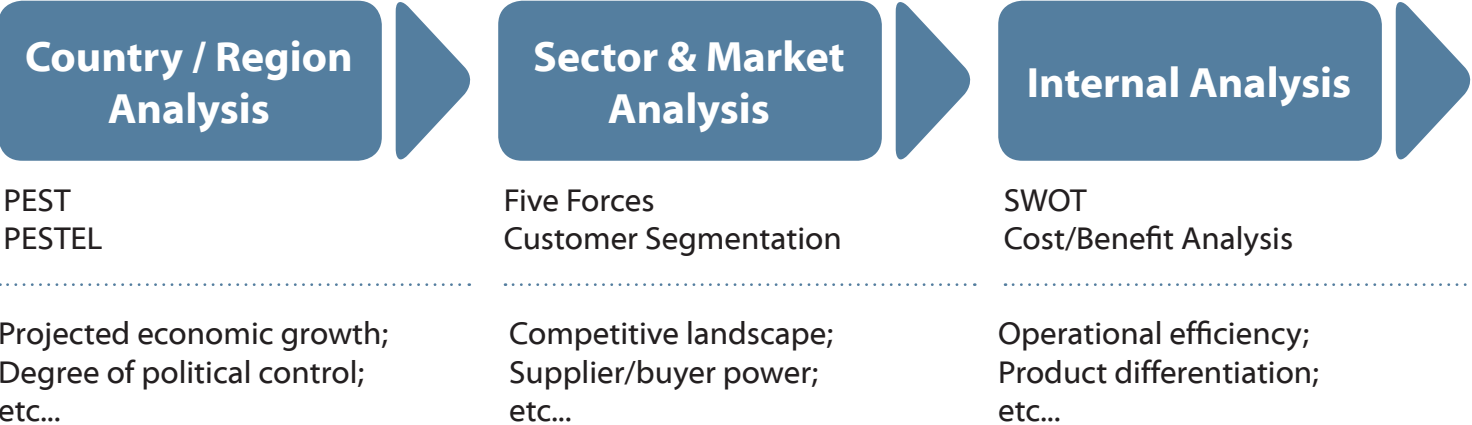 Country / Region
Analysis
PEST
PESTEL
Projected economic growth;
Degree of political control;
etc...
Sector & Market
Analysis
Five Forces
Customer Segmentation
Competitive landscape;
Supplier/buyer power;
etc...
Internal Analysis
SWOT
Cost/Benefit Analysis
Operational efficiency;
Product differentiation;
etc...